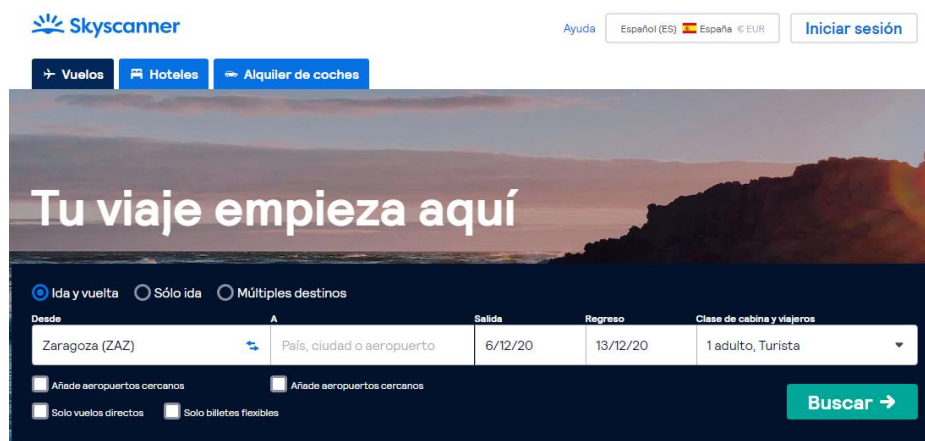 Skyscanner
Ayuda Español (ES) España € EUR Iniciar sesión
Vuelos Hoteles Alquiler de coches
Tu viaje empieza aquí
Ida y vuelta Sólo ida Múltiples destinos
Desde A Salida Regreso Clase de cabina y viajeros
Zaragoza (ZAZ) País, ciudad o aeropuerto 6/12/20 13/12/20 1 adulto, Turista
Añade aeropuertos cercanos Añade aeropuertos cercanos
Solo vuelos directos Solo billetes flexibles
Buscar →